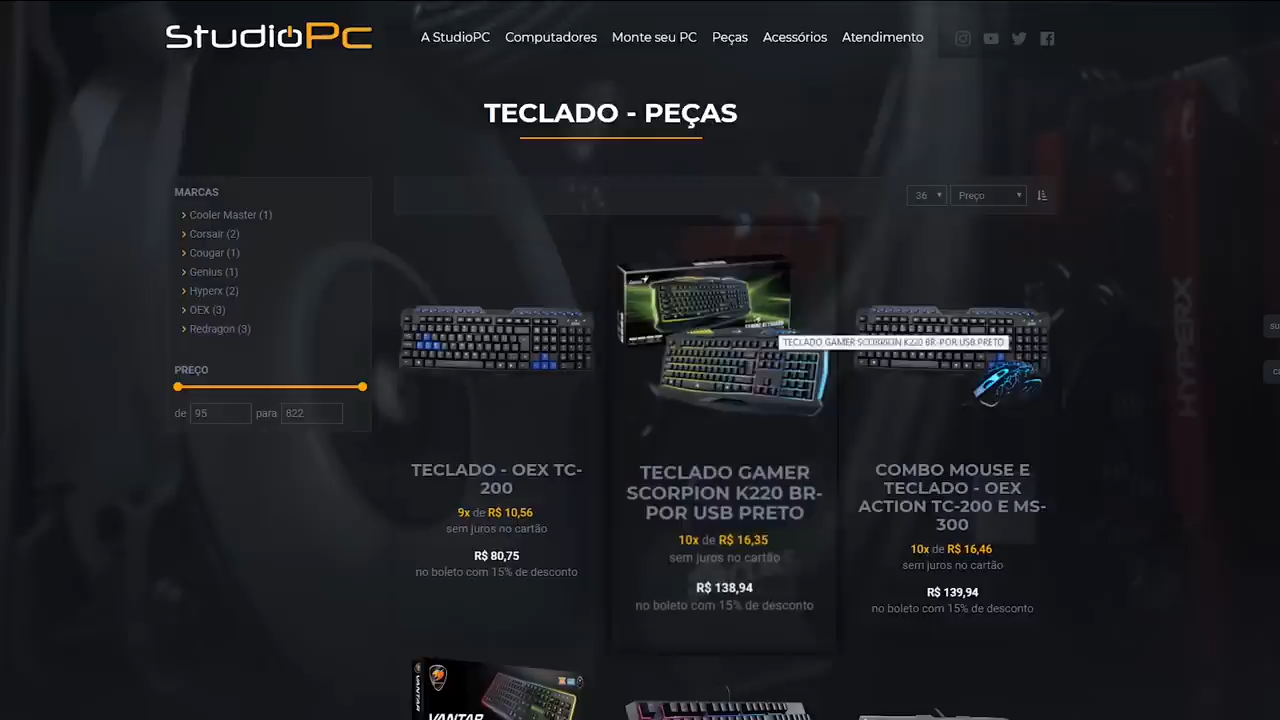 StudioPc
A StudioPC Computadores Monte seu PC Peças Acessórios Atendimento
TECLADO - PEÇAS
MARCAS
Cooler Master (1)
Corsair (2)
Cougar (1)
Genius (1)
Hyperx (2)
OEX (3)
Redragon (3)
PREÇO
de 95 para 822
36 Preço
TECLADO GAMER SCORPION K220 BR-POR USB PRETO
HYPERX
TECLADO - OEX TC-
200
9x de R$ 10,56
sem juros no cartão
R$ 80,75
no boleto com 15% de desconto
TECLADO GAMER
SCORPION K220 BR-
POR USB PRETO
10x de R$ 16,35
sem juros no cartão
R$ 138,94
no boleto com 15% de desconto
COMBO MOUSE E
TECLADO - OEX
ACTION TC-200 E MS-
300
10x de R$ 16,46
sem juros no cartão
R$ 139,94
no boleto com 15% de desconto
VANTAR